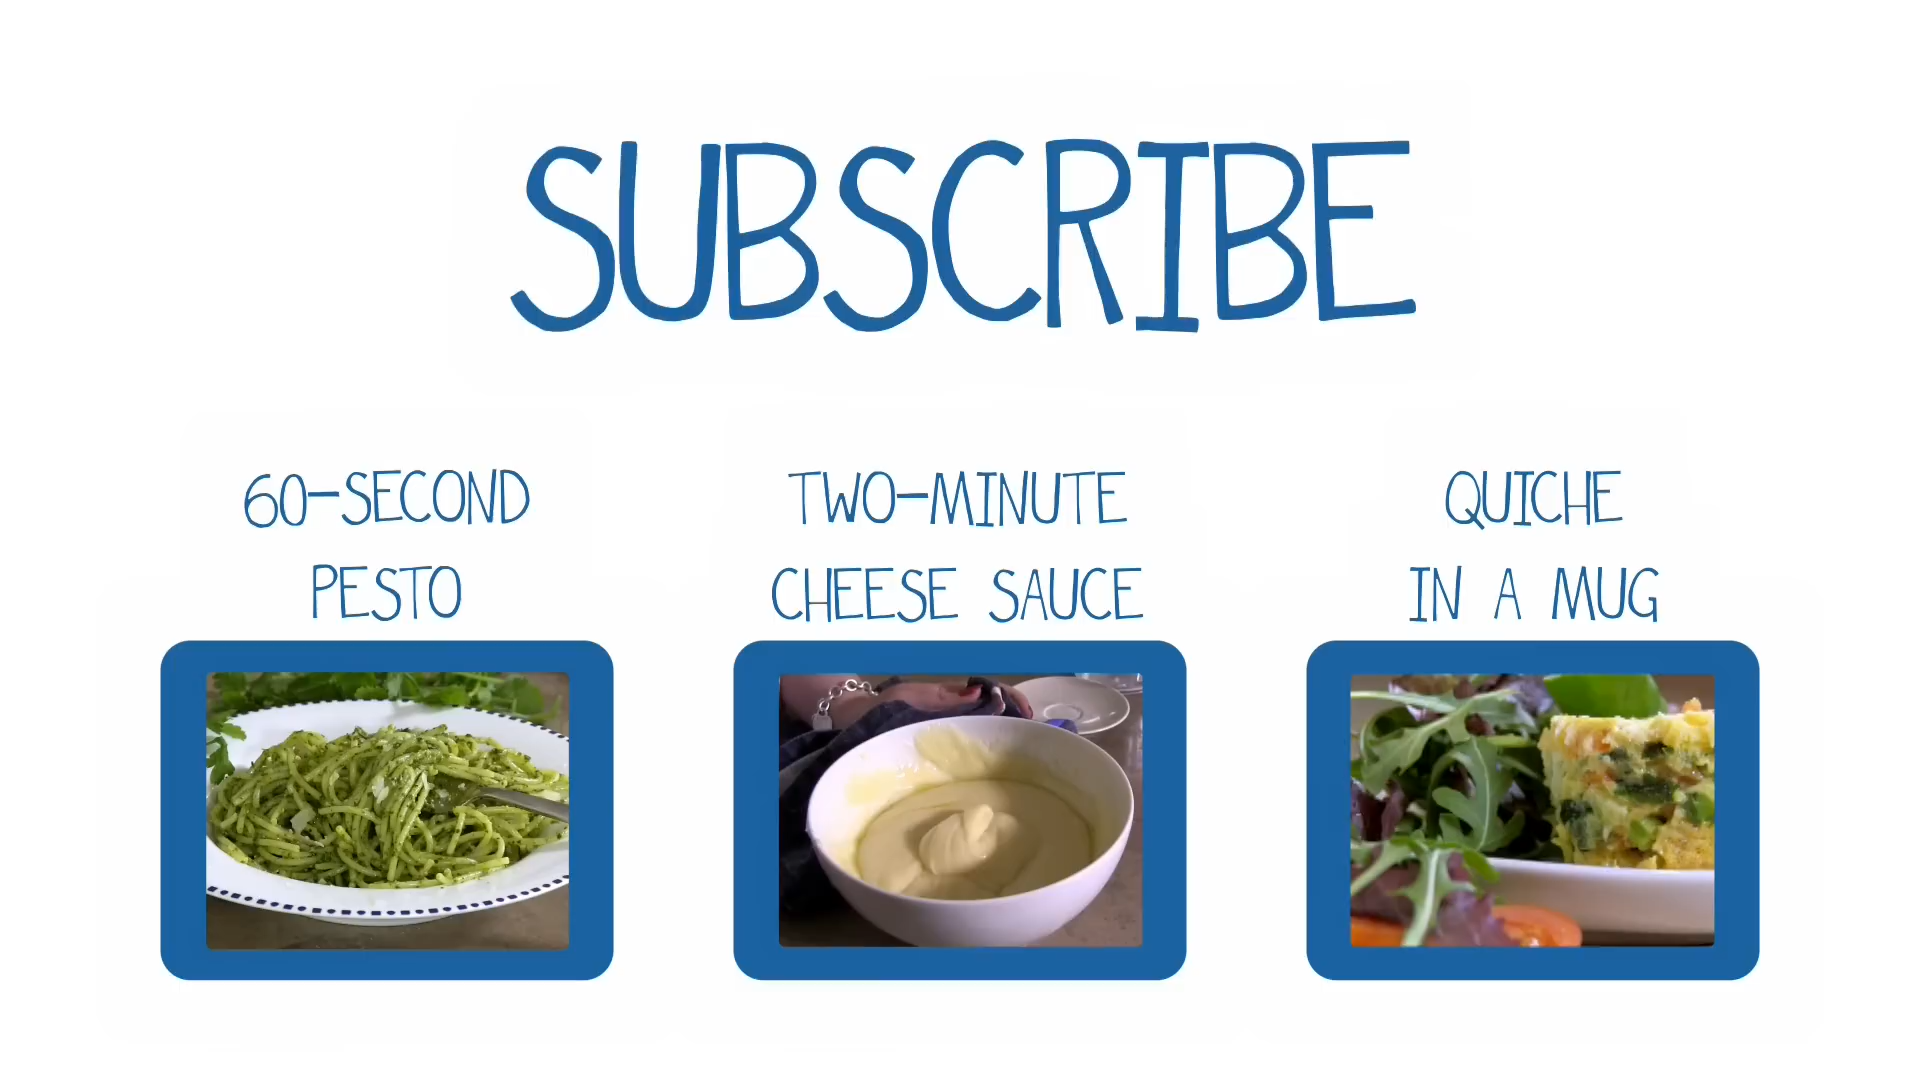 SUBSCRIBE
60-SECOND
PESTO
TWO-MINUTE
CHEESE SAUCE
QUICHE
IN A MUG